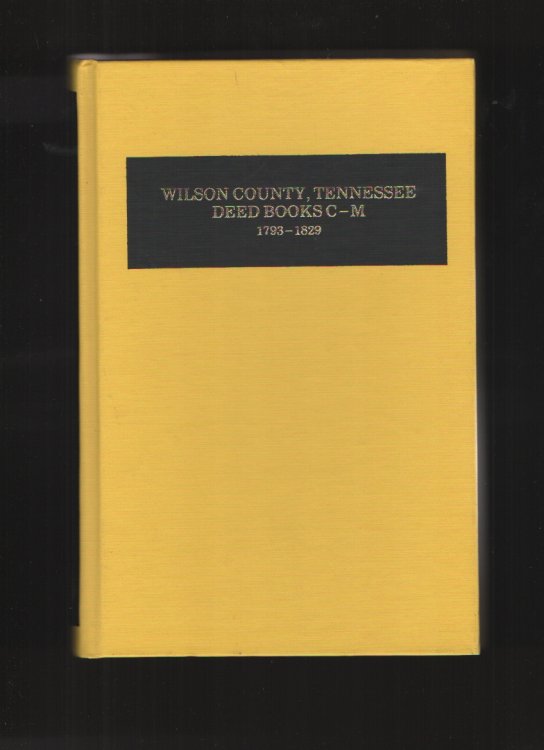 WILSON COUNTY, TENNESSEE
DEED BOOKS C-M
1793-1829